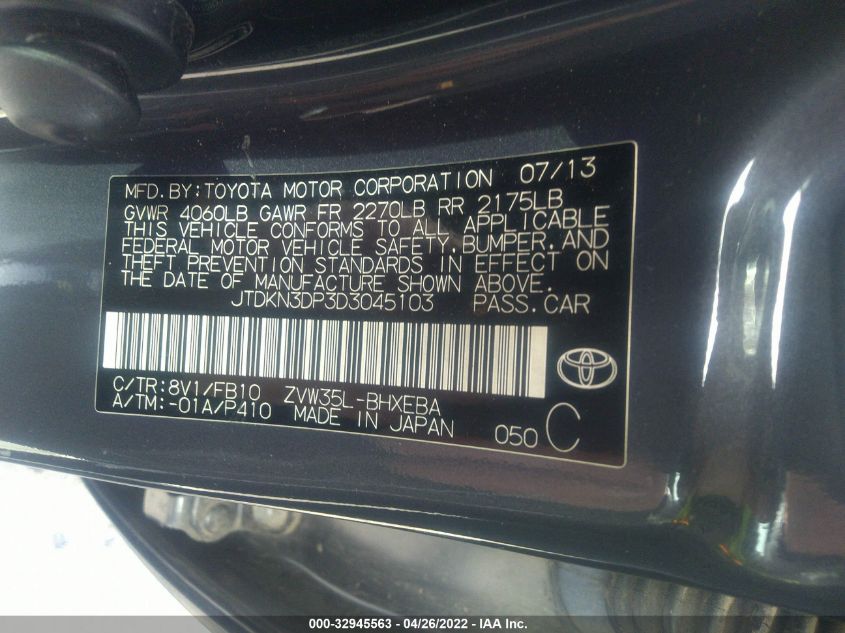 MFD. BY: TOYOTA MOTOR CORPORATION 07/13
GVWR 4060LB GAWR FR 2270LB RR 2175LB
THIS VEHICLE CONFORMS TO ALL APPLICABLE
FEDERAL MOTOR VEHICLE SAFETY, BUMPER, AND
THEFT PREVENTION STANDARDS IN EFFECT ON
THE DATE OF MANUFACTURE SHOWN ABOVE.
JTDKN3DP3D3045103 PASS. CAR
C/TR: 8V1/FB10 ZVW35L-BHXEBA
A/TM: -01A/P410 MADE IN JAPAN
050 C
000-32945563 - 04/26/2022 - IAA Inc.